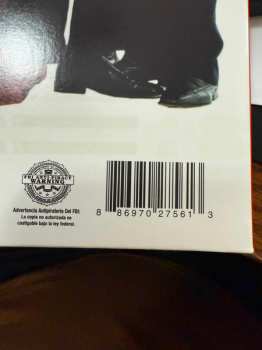 FBI ANTI-PIRACY
WARNING
Advertencia Antipiratería Del FBI:
La copia no autorizada es
castigable bajo la ley federal.
8 86970 27561 3